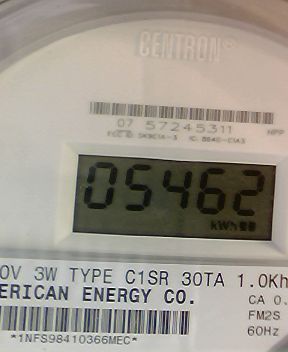 CENTRON®
07 57245311
05462
kWh
0V 3W TYPE C1SR 30TA 1.0Kh
ERICAN ENERGY CO.
CA 0.
FM2S
60Hz
*1NFS98410366MEC*